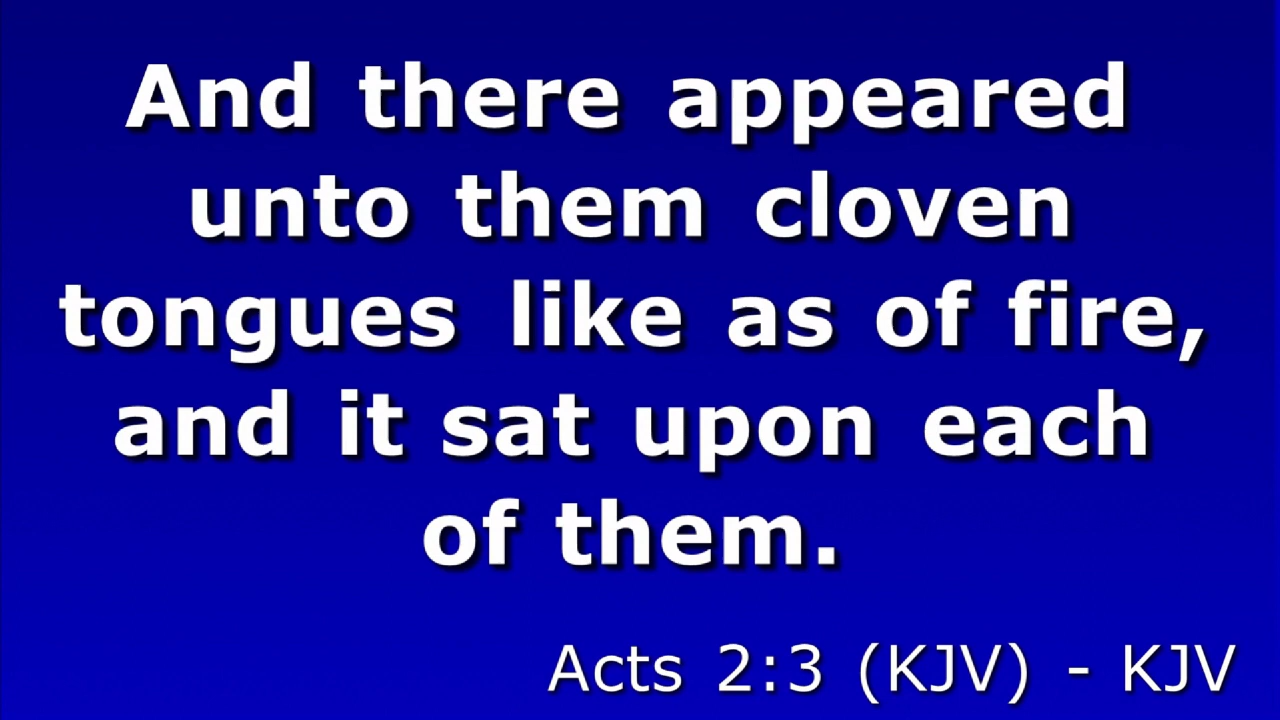 And there appeared
unto them cloven
tongues like as of fire,
and it sat upon each
of them.
Acts 2:3 (KJV) - KJV